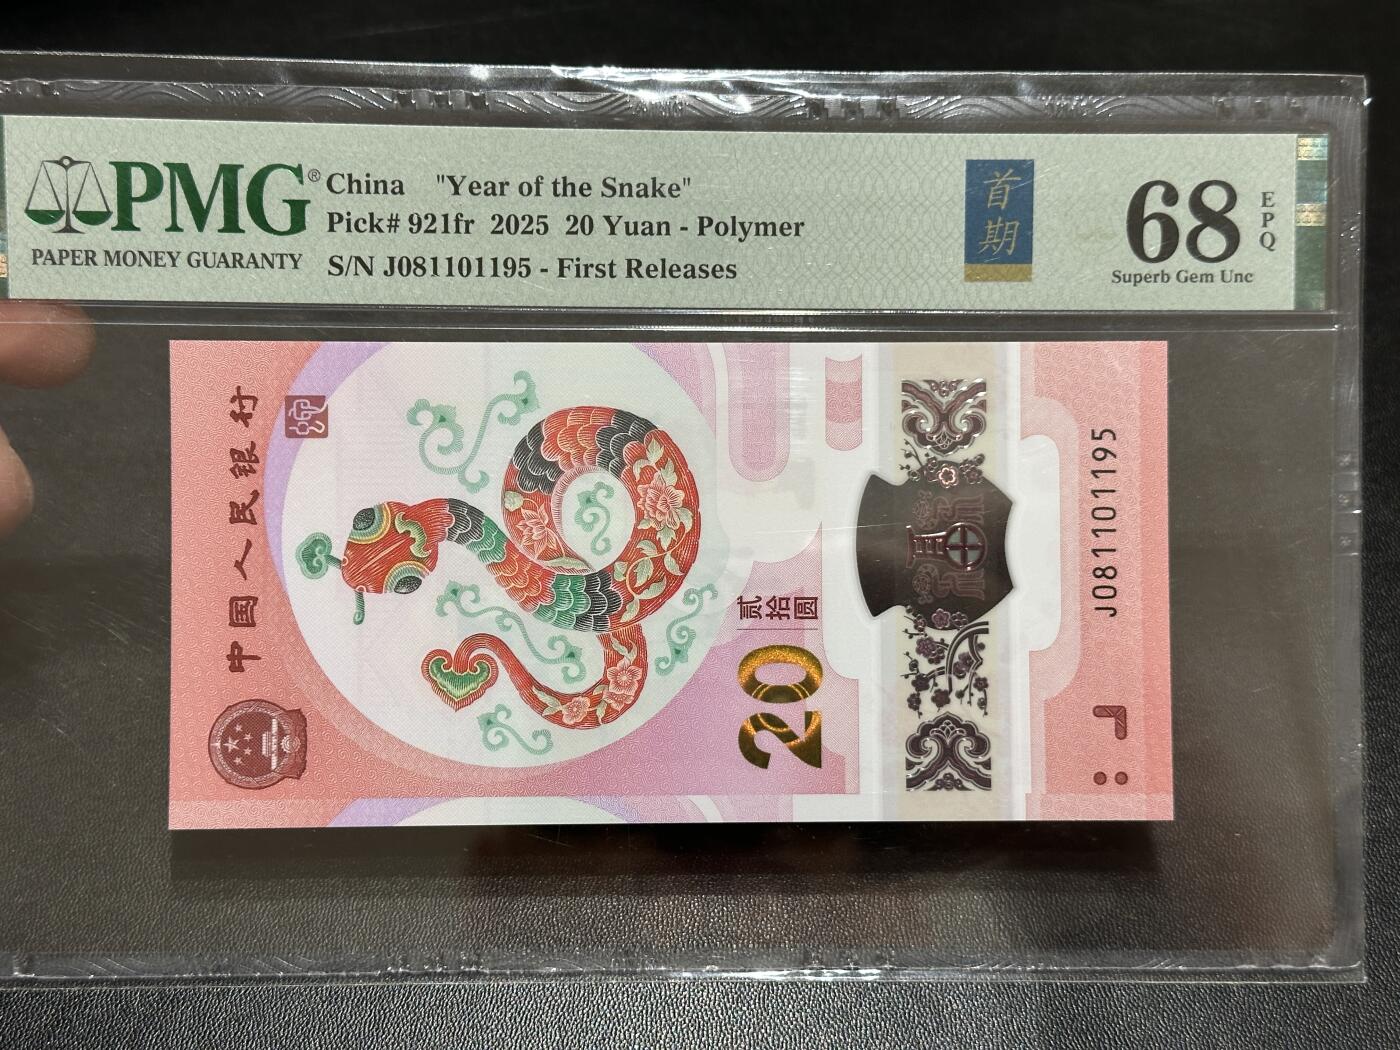 PMG®
PAPER MONEY GUARANTY
China "Year of the Snake"
Pick# 921fr 2025 20 Yuan - Polymer
S/N J081101195 - First Releases
首期
68
EPQ
Superb Gem Unc
中国人民银行
贰拾圆
20
J081101195